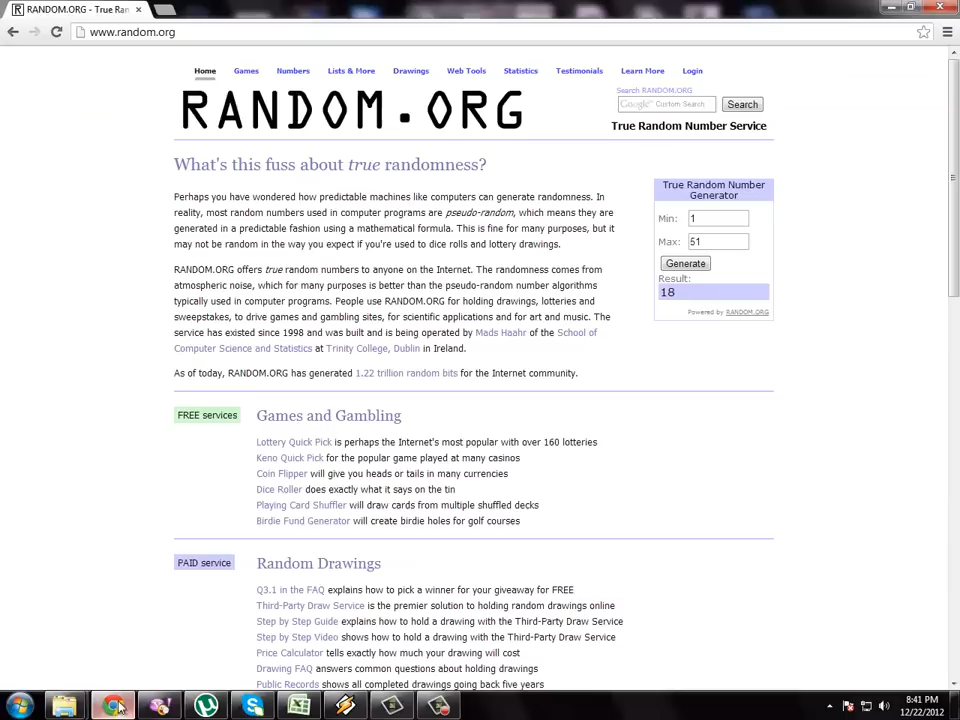 RANDOM.ORG - True Ran
www.random.org
Home Games Numbers Lists & More Drawings Web Tools Statistics Testimonials Learn More Login
RANDOM.ORG
Search RANDOM.ORG
Google™ Custom Search Search
True Random Number Service
What's this fuss about true randomness?
Perhaps you have wondered how predictable machines like computers can generate randomness. In
reality, most random numbers used in computer programs are pseudo-random, which means they are
generated in a predictable fashion using a mathematical formula. This is fine for many purposes, but it
may not be random in the way you expect if you're used to dice rolls and lottery drawings.
RANDOM.ORG offers true random numbers to anyone on the Internet. The randomness comes from
atmospheric noise, which for many purposes is better than the pseudo-random number algorithms
typically used in computer programs. People use RANDOM.ORG for holding drawings, lotteries and
sweepstakes, to drive games and gambling sites, for scientific applications and for art and music. The
service has existed since 1998 and was built and is being operated by Mads Haahr of the School of
Computer Science and Statistics at Trinity College, Dublin in Ireland.
As of today, RANDOM.ORG has generated 1.22 trillion random bits for the Internet community.
True Random Number
Generator
Min: 1
Max: 51
Generate
Result:
18
Powered by RANDOM.ORG
FREE services
Games and Gambling
Lottery Quick Pick is perhaps the Internet's most popular with over 160 lotteries
Keno Quick Pick for the popular game played at many casinos
Coin Flipper will give you heads or tails in many currencies
Dice Roller does exactly what it says on the tin
Playing Card Shuffler will draw cards from multiple shuffled decks
Birdie Fund Generator will create birdie holes for golf courses
PAID service
Random Drawings
Q3.1 in the FAQ explains how to pick a winner for your giveaway for FREE
Third-Party Draw Service is the premier solution to holding random drawings online
Step by Step Guide explains how to hold a drawing with the Third-Party Draw Service
Step by Step Video shows how to hold a drawing with the Third-Party Draw Service
Price Calculator tells exactly how much your drawing will cost
Drawing FAQ answers common questions about holding drawings
Public Records shows all completed drawings going back five years
8:41 PM
12/22/2012